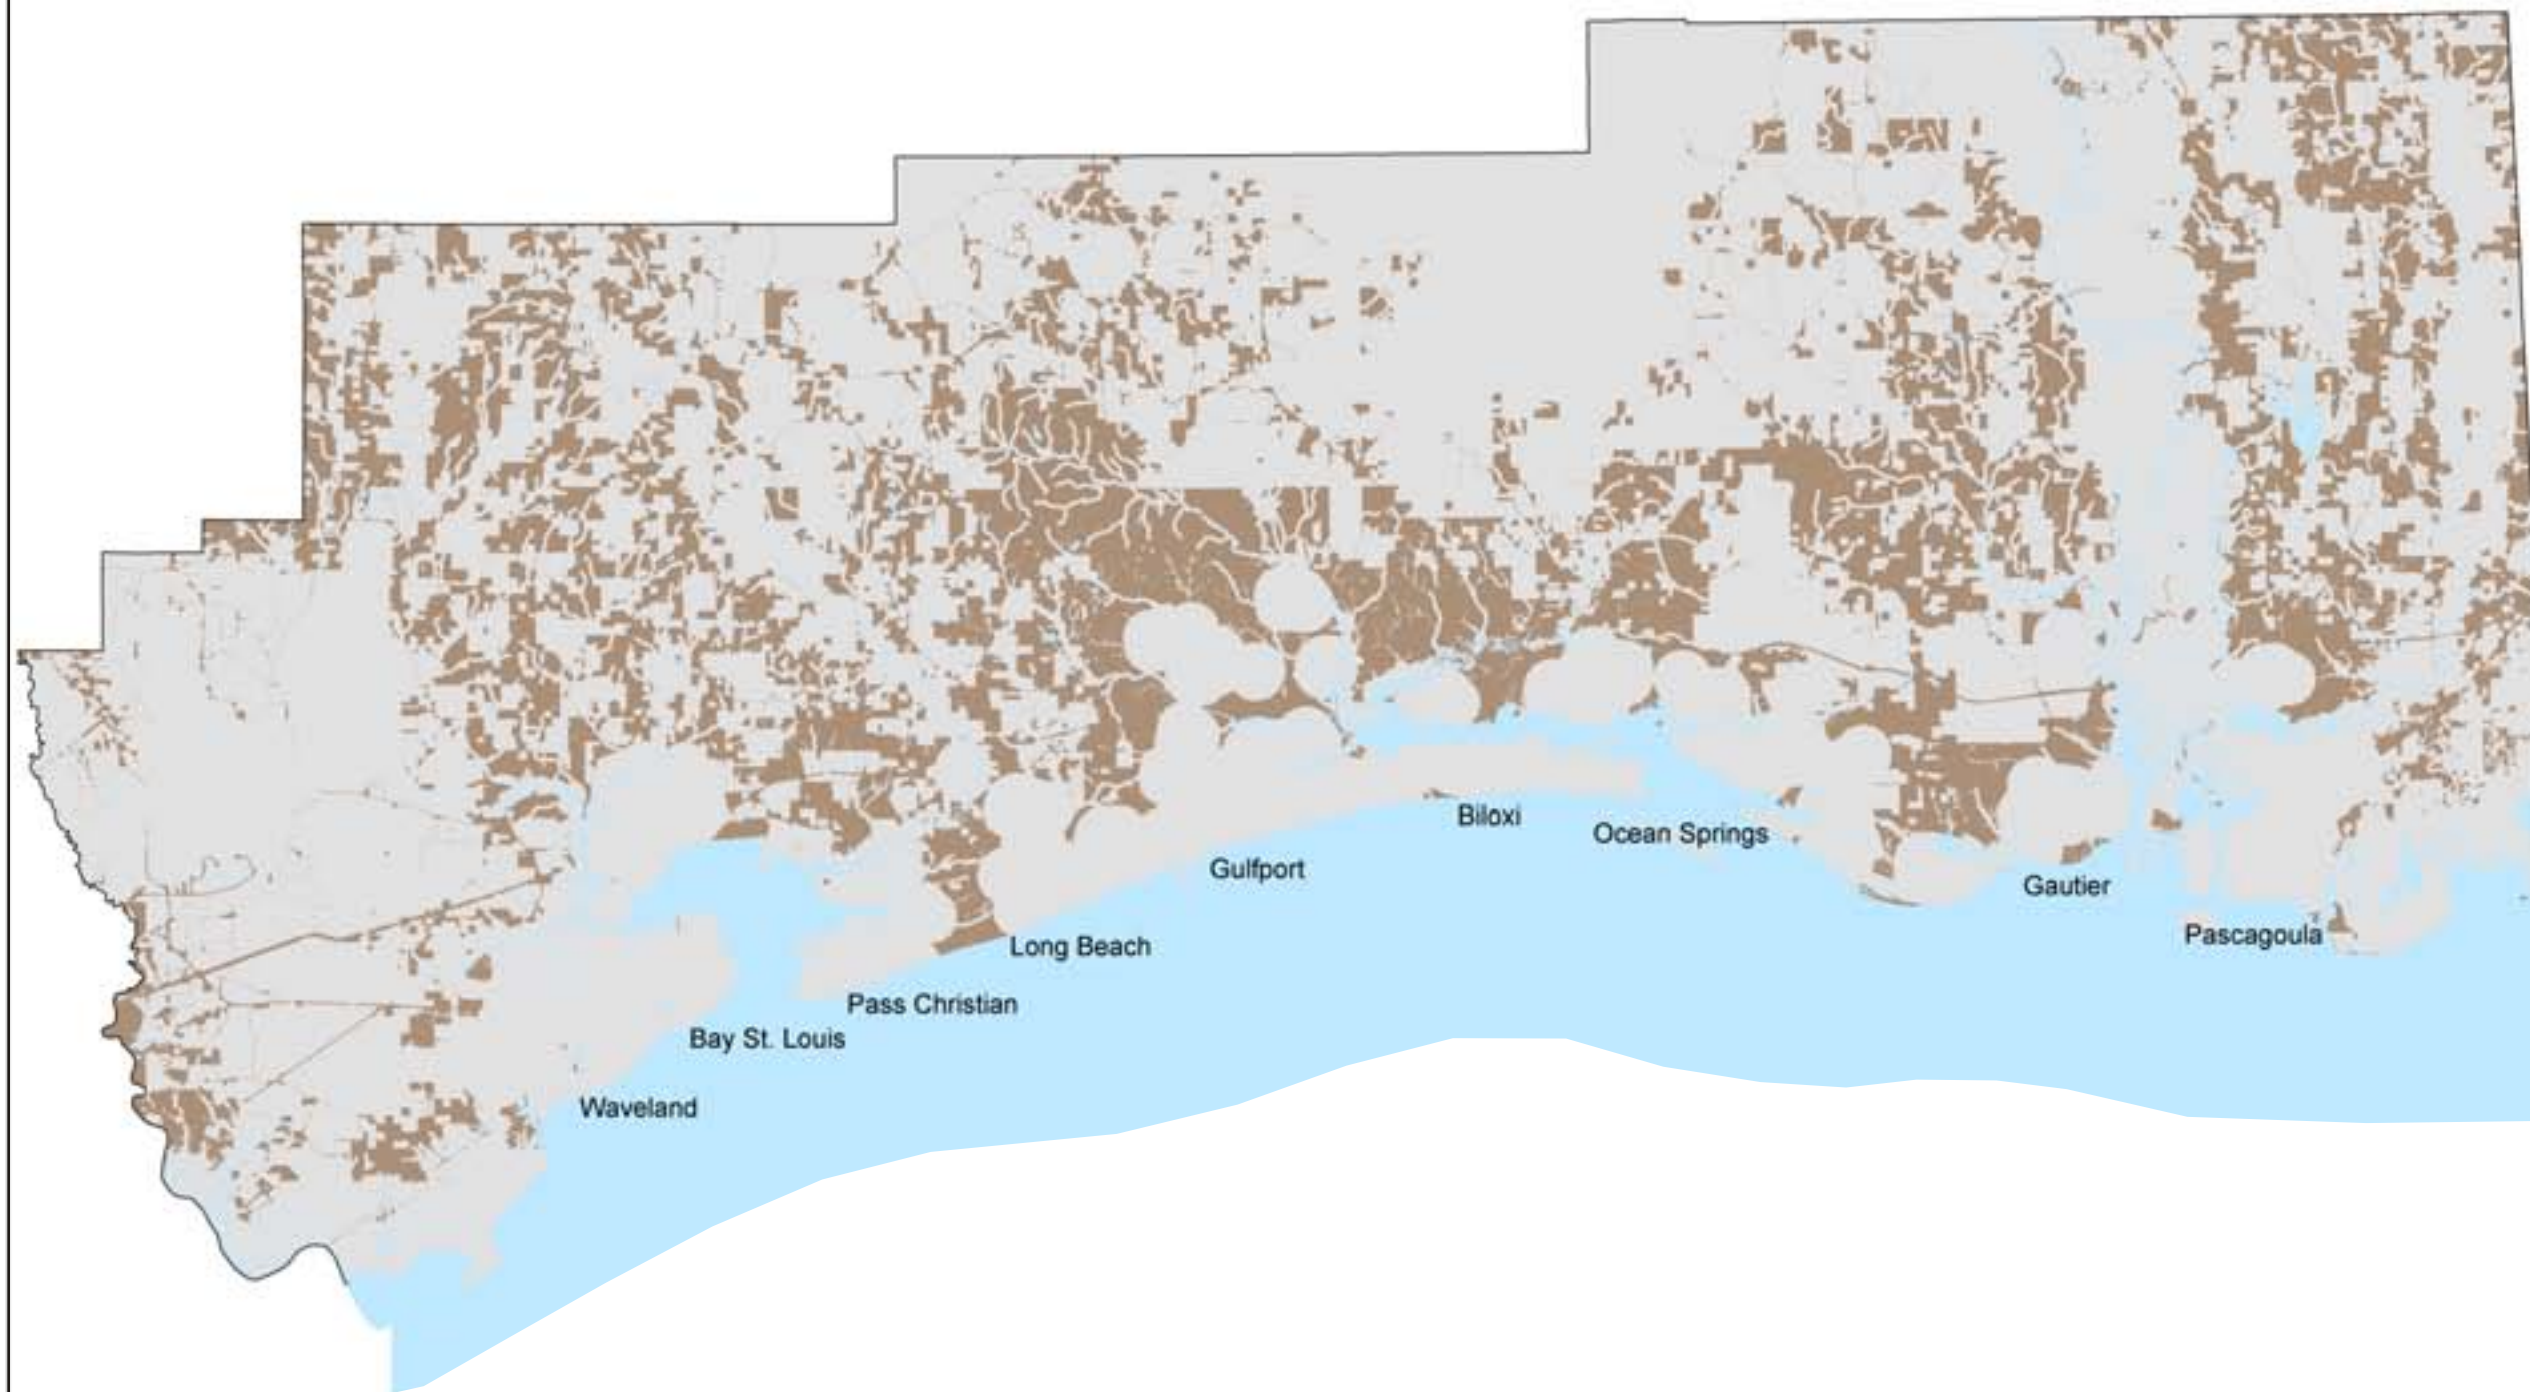 Biloxi
Ocean Springs
Gulfport
Gautier
Pascagoula
Long Beach
Pass Christian
Bay St. Louis
Waveland